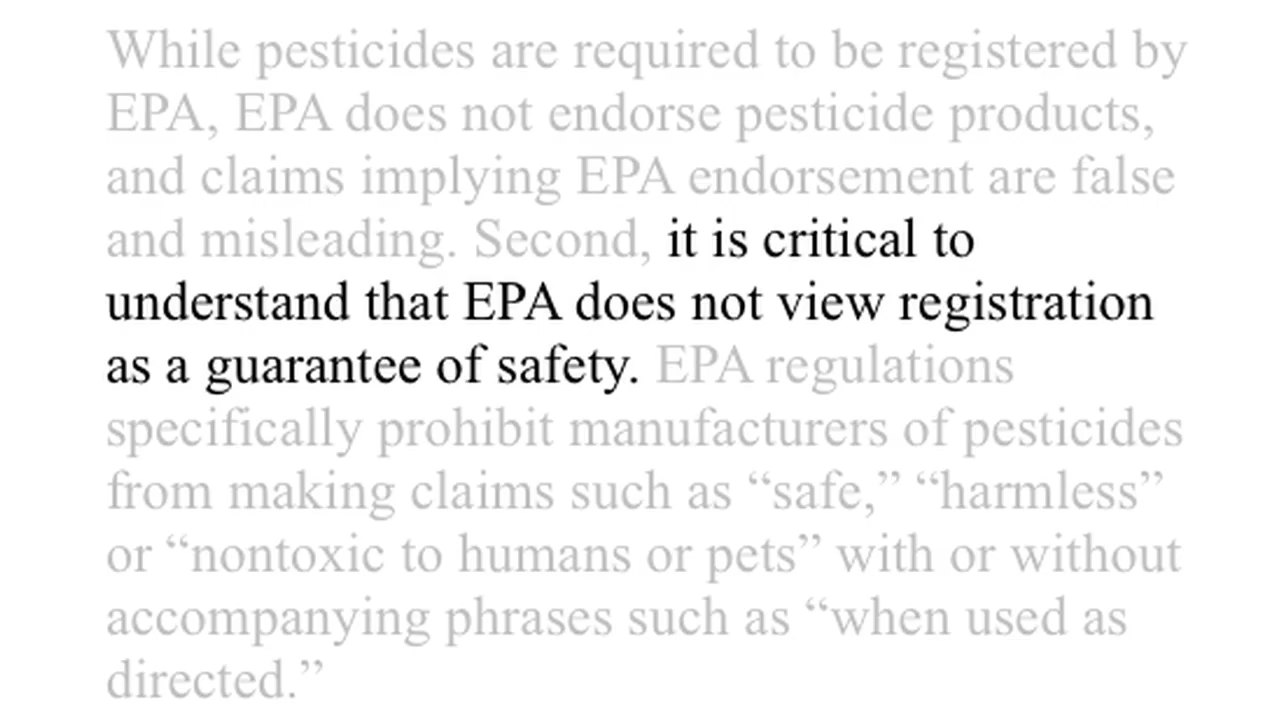 While pesticides are required to be registered by
EPA, EPA does not endorse pesticide products,
and claims implying EPA endorsement are false
and misleading. Second, it is critical to
understand that EPA does not view registration
as a guarantee of safety. EPA regulations
specifically prohibit manufacturers of pesticides
from making claims such as “safe,” “harmless”
or “nontoxic to humans or pets” with or without
accompanying phrases such as “when used as
directed.”